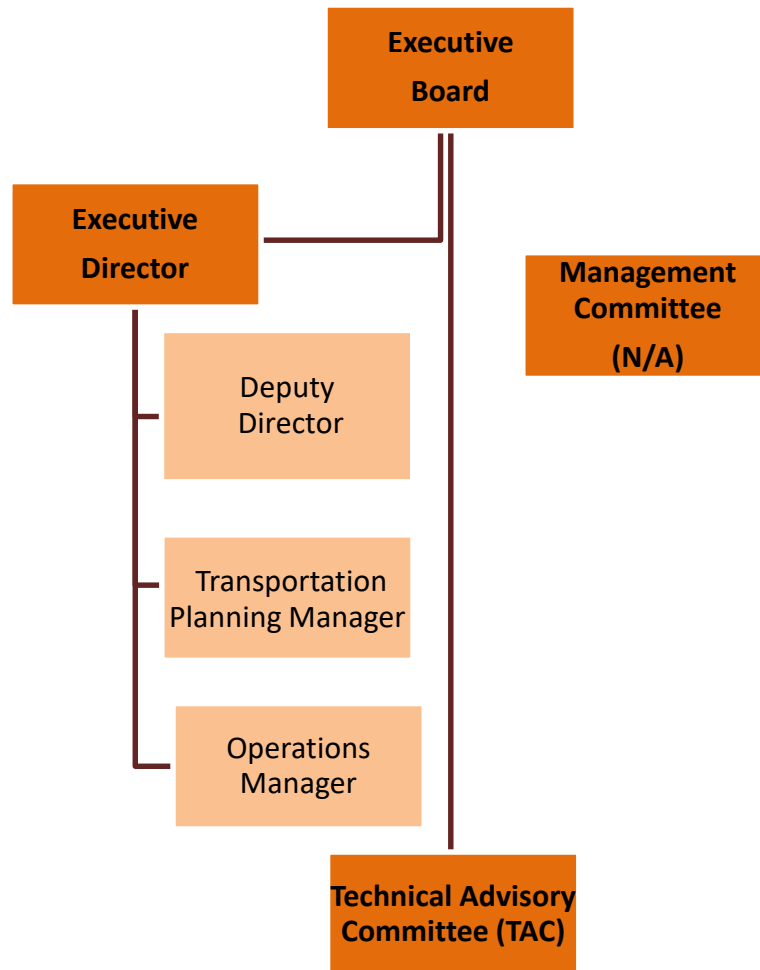 Executive
Board
Executive
Director
Management
Committee
(N/A)
Deputy
Director
Transportation
Planning Manager
Operations
Manager
Technical Advisory
Committee (TAC)